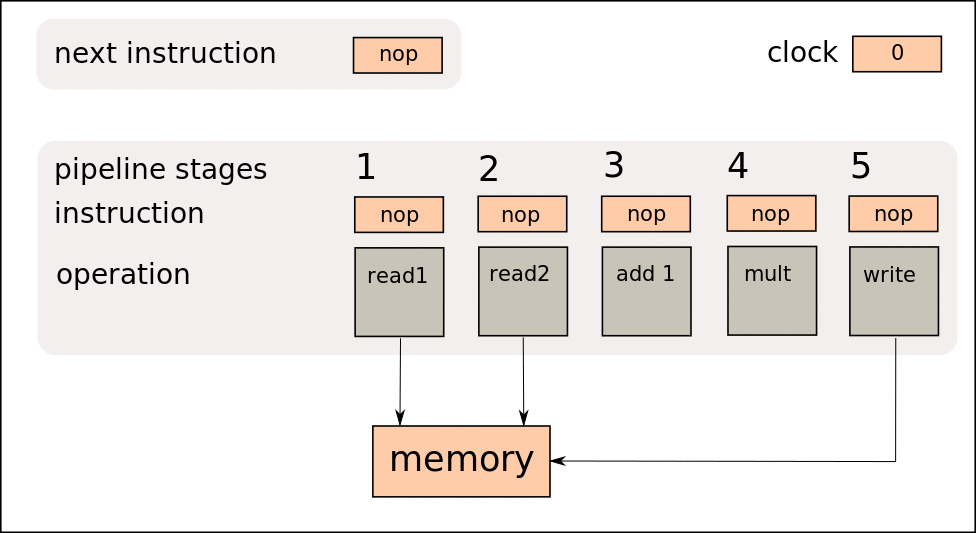 next instruction nop
clock 0
pipeline stages 1 2 3 4 5
instruction nop nop nop nop nop
operation read1 read2 add 1 mult write
memory